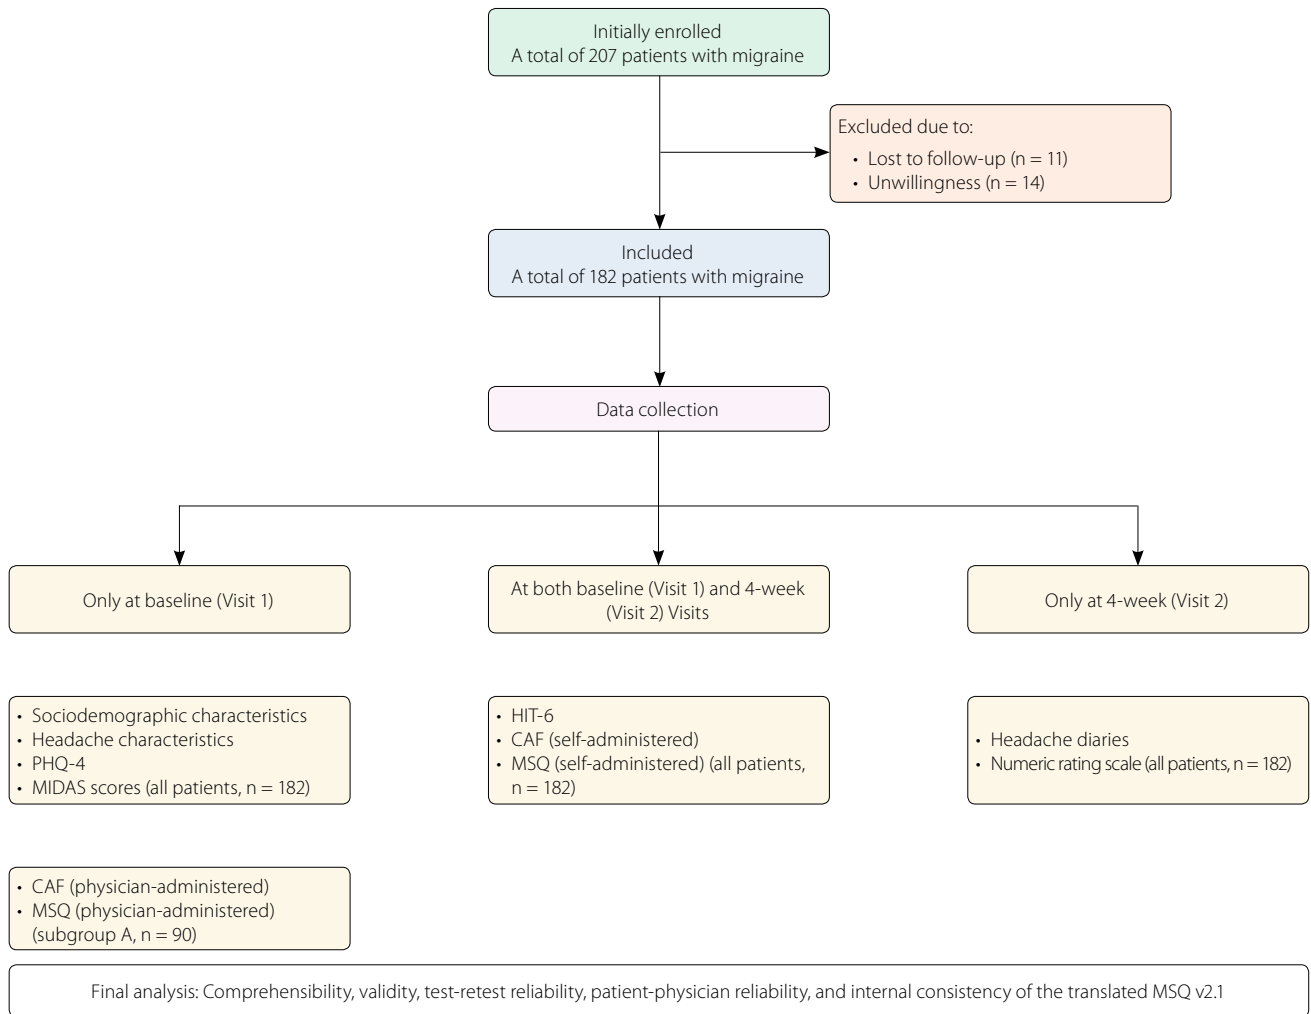 Initially enrolled
A total of 207 patients with migraine
Excluded due to:
• Lost to follow-up (n = 11)
• Unwillingness (n = 14)
Included
A total of 182 patients with migraine
Data collection
Only at baseline (Visit 1)
At both baseline (Visit 1) and 4-week
(Visit 2) Visits
Only at 4-week (Visit 2)
• Sociodemographic characteristics
• Headache characteristics
• PHQ-4
• MIDAS scores (all patients, n = 182)
• HIT-6
• CAF (self-administered)
• MSQ (self-administered) (all patients,
n = 182)
• Headache diaries
• Numeric rating scale (all patients, n = 182)
• CAF (physician-administered)
• MSQ (physician-administered)
(subgroup A, n = 90)
Final analysis: Comprehensibility, validity, test-retest reliability, patient-physician reliability, and internal consistency of the translated MSQ v2.1